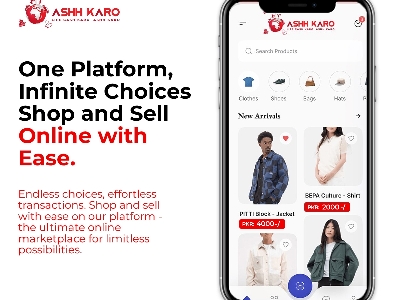 ASHH KARO
One Platform,
Infinite Choices
Shop and Sell
Online with
Ease.
Endless choices, effortless
transactions. Shop and sell
with ease on our platform -
the ultimate online
marketplace for limitless
possibilities.
ASHH KARO
Search Products
Clothes
Shoes
Bags
Hats
New Arrivals
PITTI Block - Jacket
PKR: 4000-/
SEPA Culture - Shirt
PKR: 2000-/